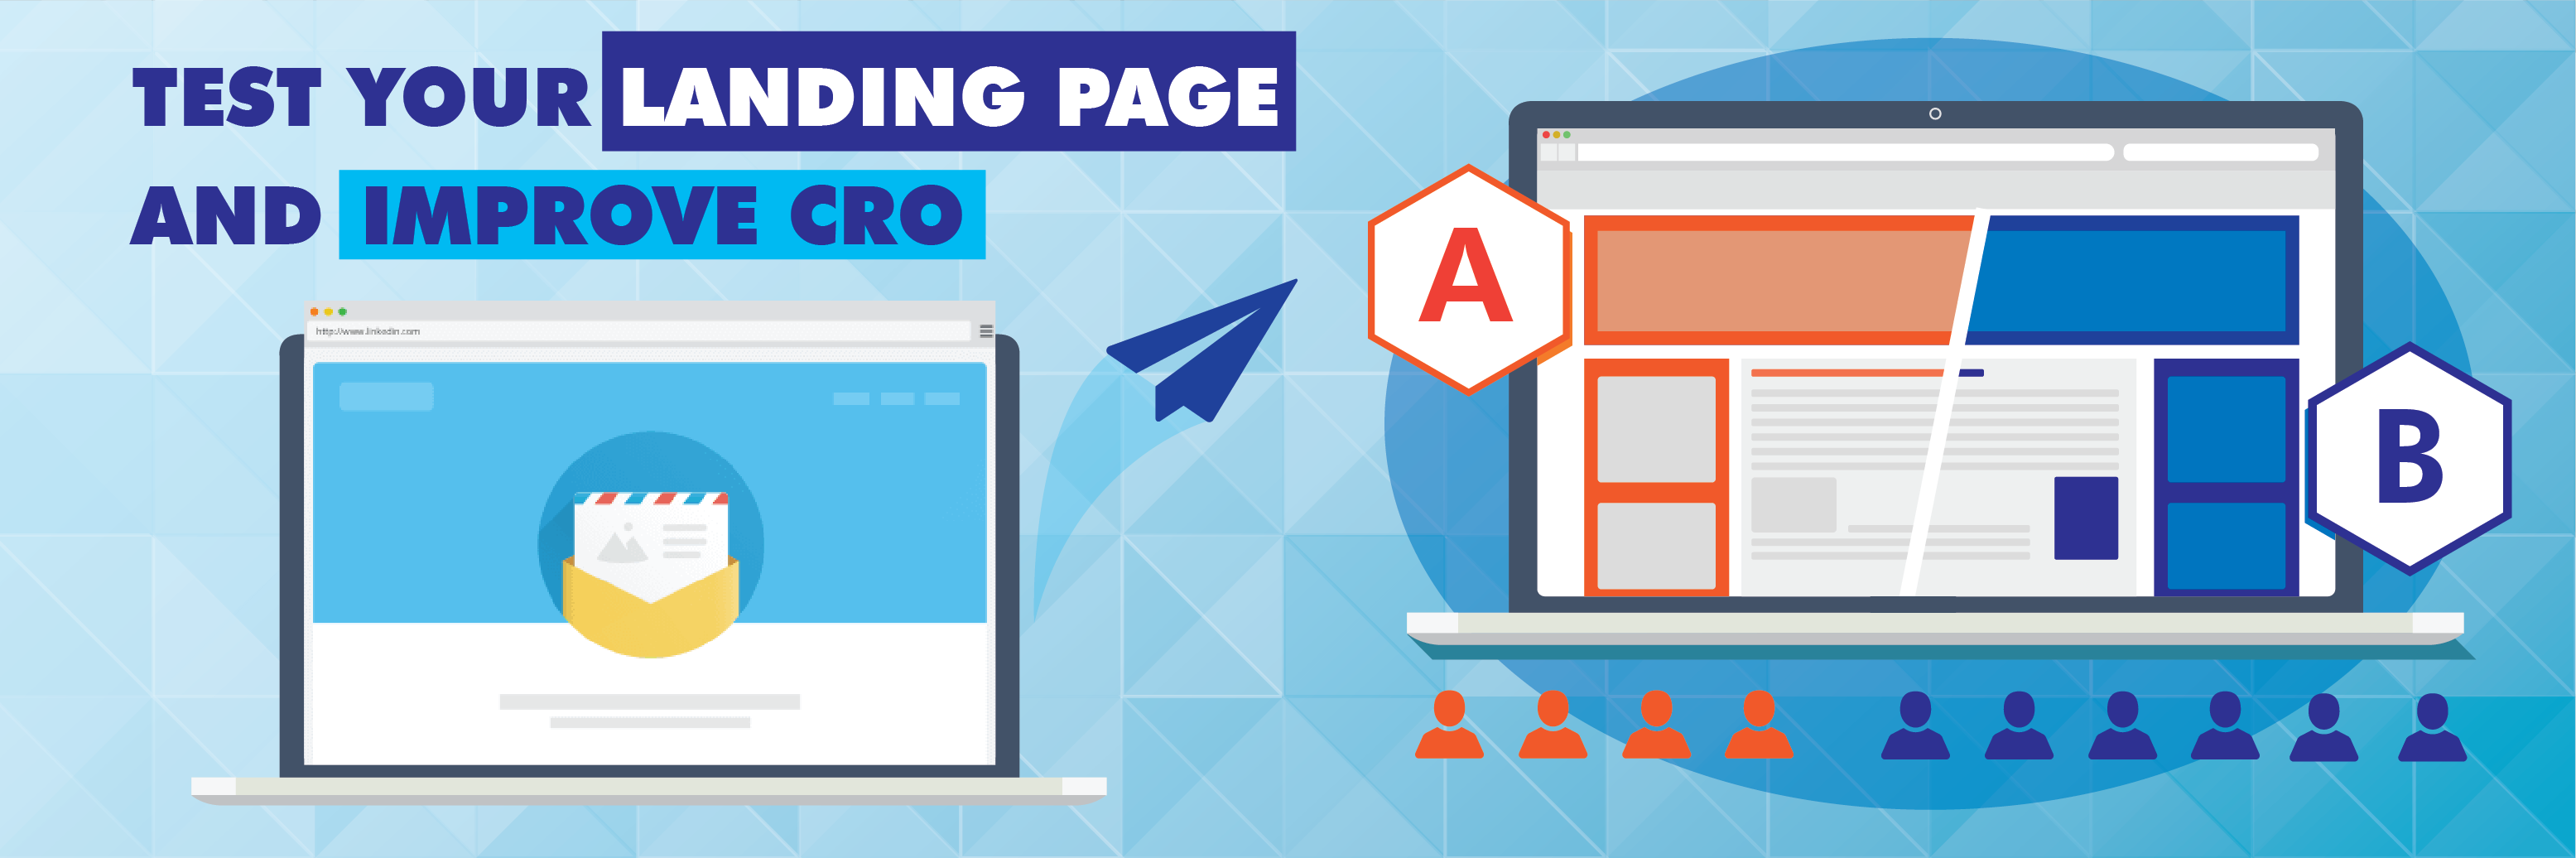 TEST YOUR LANDING PAGE
AND IMPROVE CRO
http://www.linkedin.com
A
B